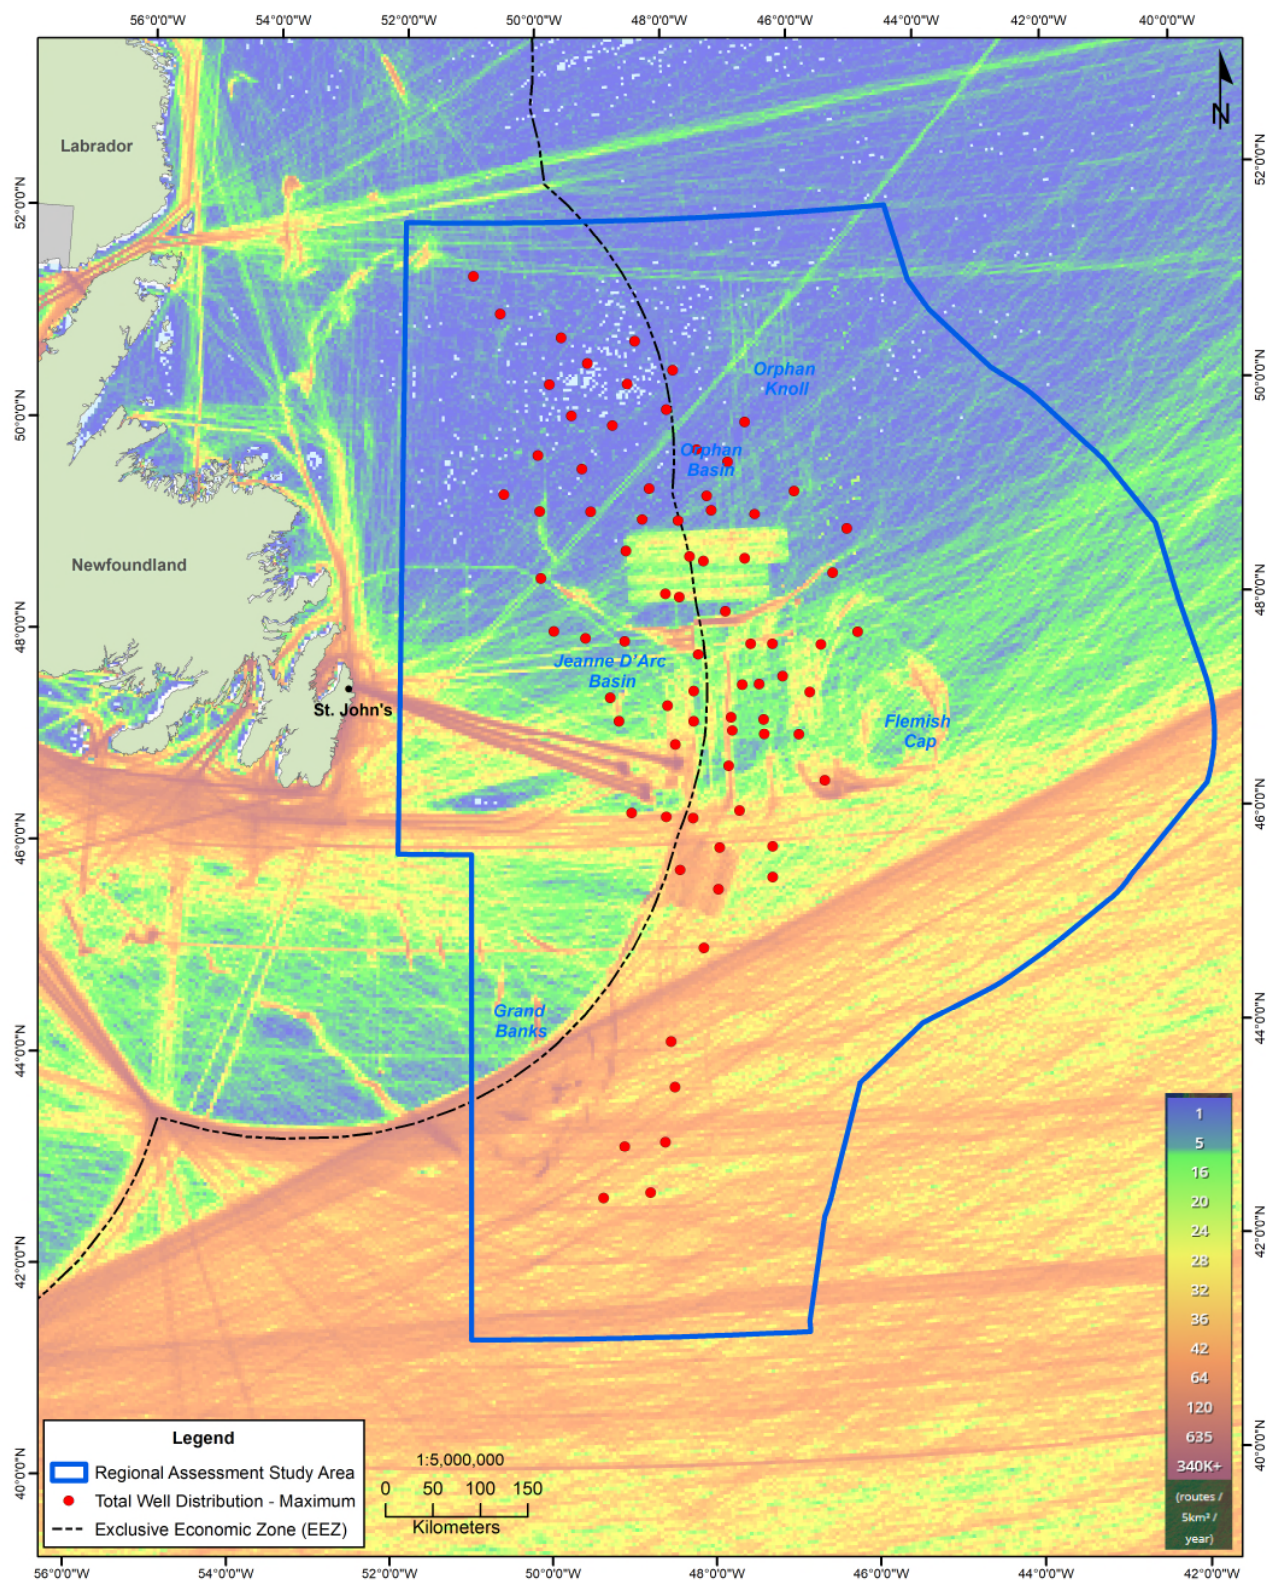 56°0'0"W 54°0'0"W 52°0'0"W 50°0'0"W 48°0'0"W 46°0'0"W 44°0'0"W 42°0'0"W 40°0'0"W
N
Labrador
52°0'0"N
52°0'0"N
Orphan
Knoll
50°0'0"N
50°0'0"N
Orphan
Basin
Newfoundland
48°0'0"N
48°0'0"N
Jeanne D'Arc
Basin
St. John's
Flemish
Cap
46°0'0"N
46°0'0"N
Grand
Banks
44°0'0"N
44°0'0"N
1
5
15
20
24
28
32
36
42
64
120
635
340K+
(routes /
5km² /
year)
42°0'0"N
42°0'0"N
40°0'0"N
40°0'0"N
Legend
Regional Assessment Study Area
Total Well Distribution - Maximum
Exclusive Economic Zone (EEZ)
1:5,000,000
0 50 100 150
Kilometers
56°0'0"W 54°0'0"W 52°0'0"W 50°0'0"W 48°0'0"W 46°0'0"W 44°0'0"W 42°0'0"W